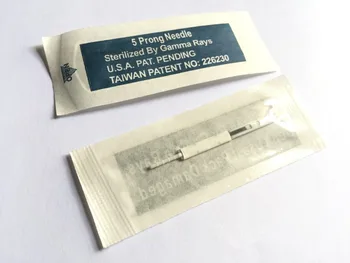 5 Prong Needle
Sterilized By Gamma Rays
U.S.A. PAT. PENDING
TAIWAN PATENT NO: 226230